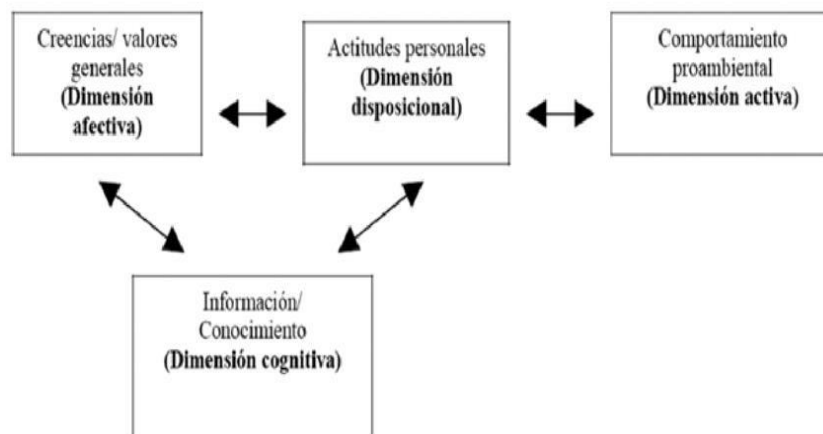 Creencias/ valores
generales
(Dimensión
afectiva)
Actitudes personales
(Dimensión
disposicional)
Comportamiento
proambiental
(Dimensión activa)
Información/
Conocimiento
(Dimensión cognitiva)